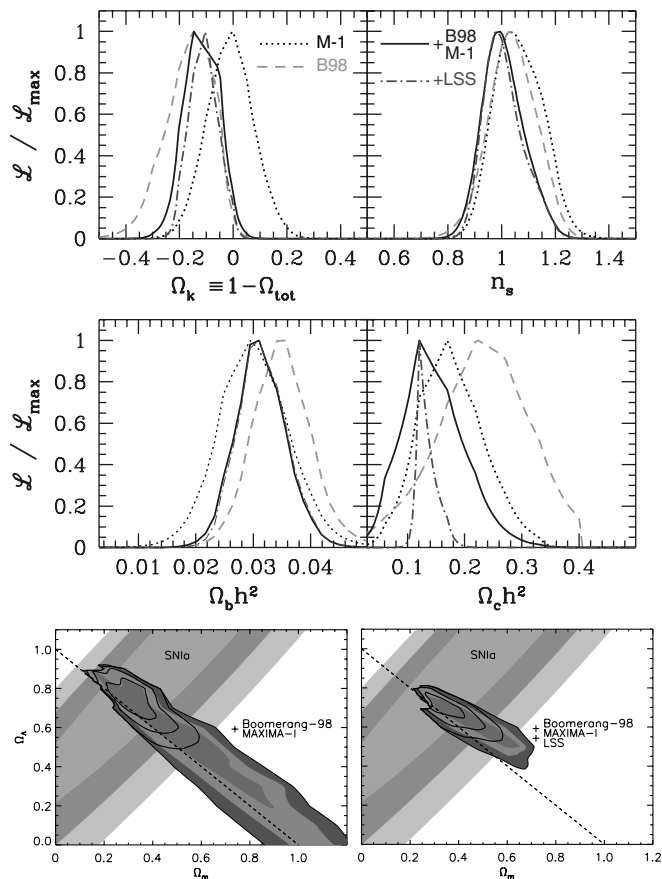 ℒ / ℒmax
1
0.8
0.6
0.4
0.2
0
M-1
B98
+B98 M-1
+LSS
−0.4 −0.2 0 0.2 0.4
0.6 0.8 1 1.2 1.4
Ωk ≡ 1−Ωtot
ns
ℒ / ℒmax
1
0.8
0.6
0.4
0.2
0
0.01 0.02 0.03 0.04
0.1 0.2 0.3 0.4
Ωbh²
Ωch²
ΩΛ
1.0
0.8
0.6
0.4
0.2
0.0
SNIa
+ Boomerang-98
MAXIMA-I
0 0.2 0.4 0.6 0.8 1.0
Ωm
SNIa
+ Boomerang-98
+ MAXIMA-I
LSS
0 0.2 0.4 0.6 0.8 1.0 1.2
Ωm